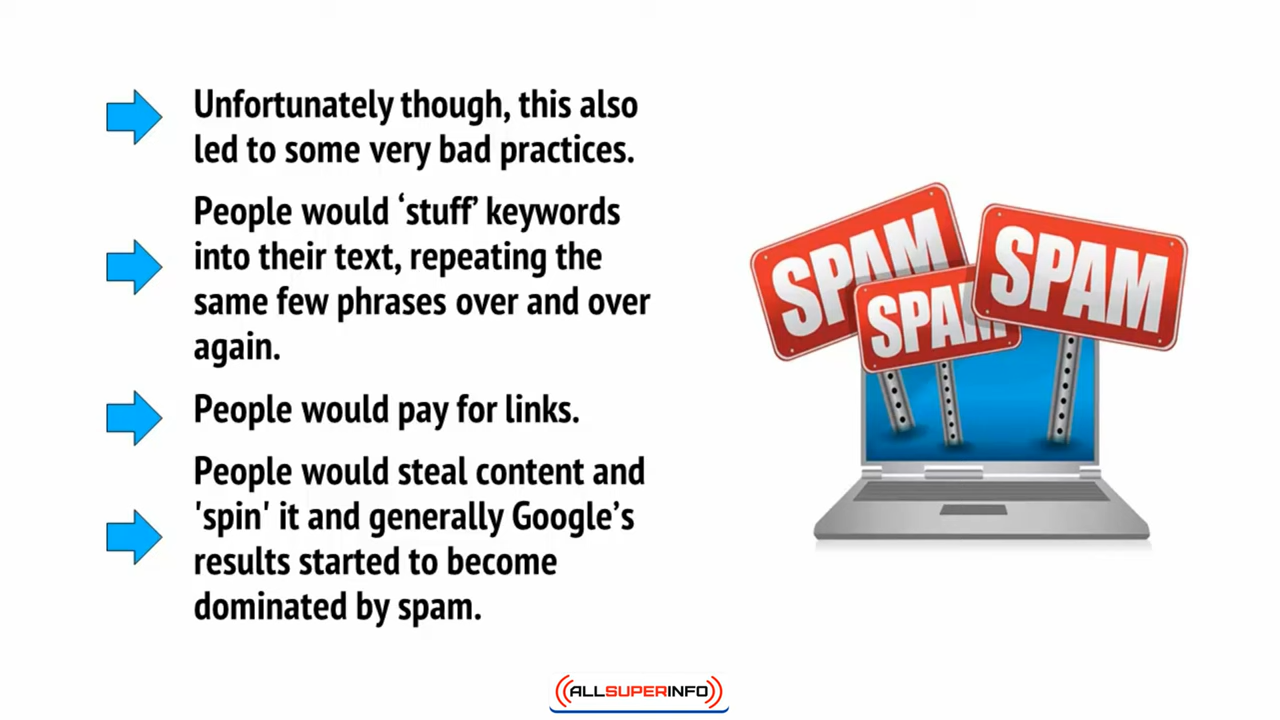 Unfortunately though, this also
led to some very bad practices.
People would ‘stuff’ keywords
into their text, repeating the
same few phrases over and over
again.
People would pay for links.
People would steal content and
'spin' it and generally Google’s
results started to become
dominated by spam.
SPAM
SPAM
SPAM
ALLSUPERINFO